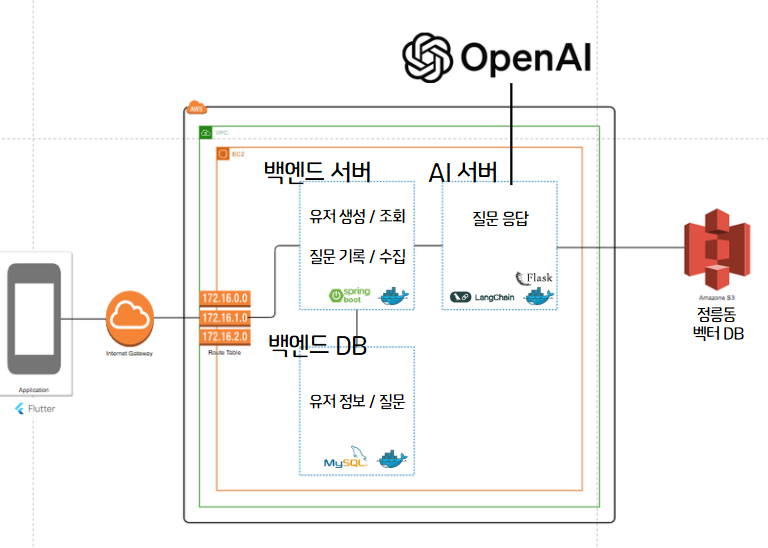 OpenAI
AWS
VPC
EC2
백엔드 서버
AI 서버
유저 생성 / 조회
질문 기록 / 수집
spring
boot
질문 응답
Flask
LangChain
172.16.0.0
172.16.1.0
172.16.2.0
Route Table
Internet Gateway
Application
Flutter
백엔드 DB
유저 정보 / 질문
MySQL
Amazone S3
정릉동
벡터 DB